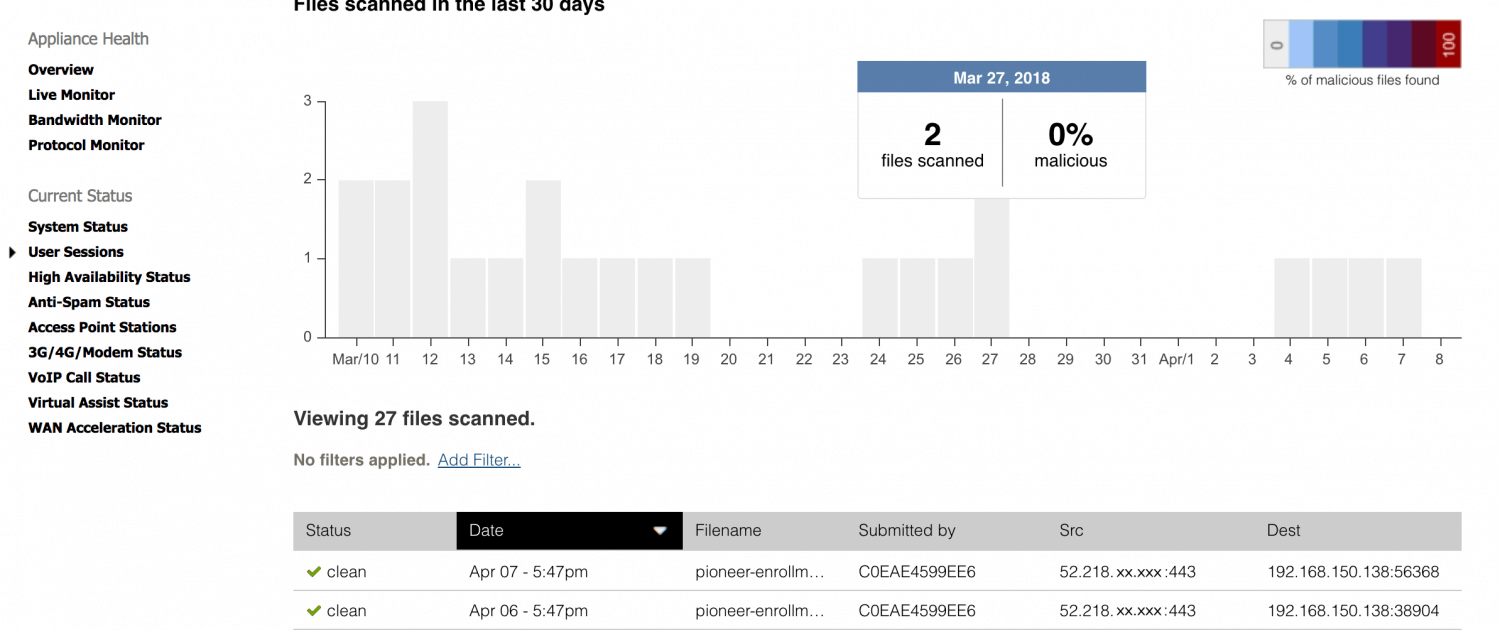 Files scanned in the last 30 days
Appliance Health
Overview
Live Monitor
Bandwidth Monitor
Protocol Monitor
Current Status
System Status
User Sessions
High Availability Status
Anti-Spam Status
Access Point Stations
3G/4G/Modem Status
VoIP Call Status
Virtual Assist Status
WAN Acceleration Status
0 100
% of malicious files found
Mar 27, 2018
2 0%
files scanned malicious
3
2
1
0
Mar/10 11 12 13 14 15 16 17 18 19 20 21 22 23 24 25 26 27 28 29 30 31 Apr/1 2 3 4 5 6 7 8
Viewing 27 files scanned.
No filters applied. Add Filter...
Status Date Filename Submitted by Src Dest
clean Apr 07 - 5:47pm pioneer-enrollm... C0EAE4599EE6 52.218.xx.xxx:443 192.168.150.138:56368
clean Apr 06 - 5:47pm pioneer-enrollm... C0EAE4599EE6 52.218.xx.xxx:443 192.168.150.138:38904